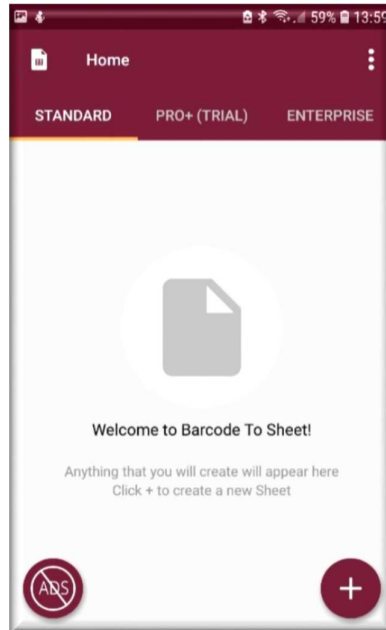 59% 13:59
Home
STANDARD PRO+ (TRIAL) ENTERPRISE
Welcome to Barcode To Sheet!
Anything that you will create will appear here
Click + to create a new Sheet
ADS +